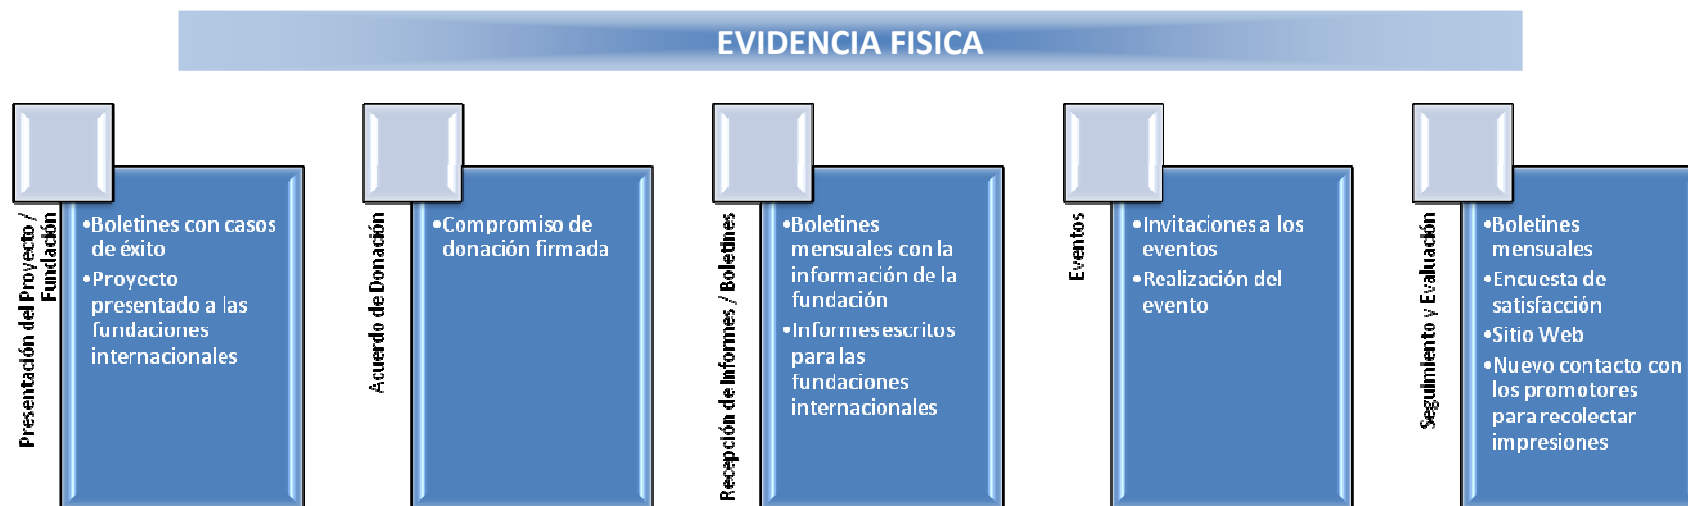 EVIDENCIA FISICA
Presentación del Proyecto /
Fundación
•Boletines con casos
de éxito
•Proyecto
presentado a las
fundaciones
internacionales
Acuerdo de Donación
•Compromiso de
donación firmada
Recepción de Informes / Boletines
•Boletines
mensuales con la
información de la
fundación
•Informes escritos
para las
fundaciones
internacionales
Eventos
•Invitaciones a los
eventos
•Realización del
evento
Seguimiento y Evaluación
•Boletines
mensuales
•Encuesta de
satisfacción
•Sitio Web
•Nuevo contacto con
los promotores
para recolectar
impresiones